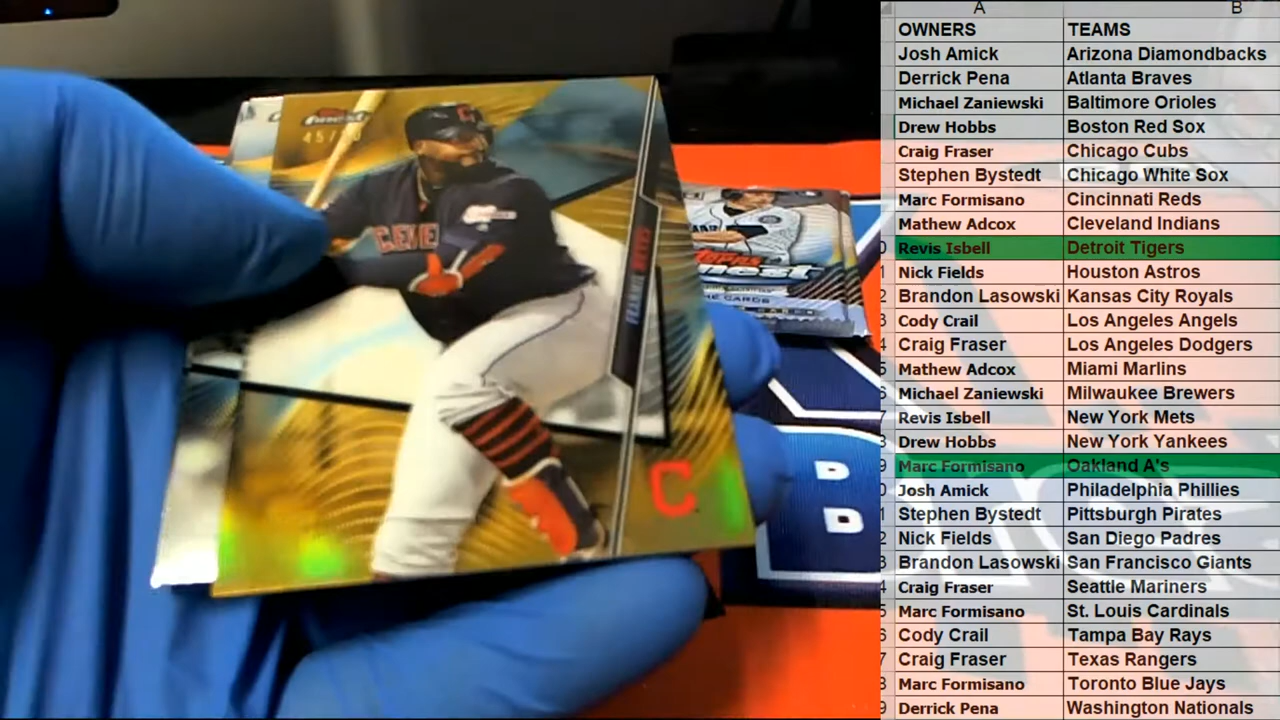 A B
OWNERS TEAMS
Josh Amick Arizona Diamondbacks
Derrick Pena Atlanta Braves
Michael Zaniewski Baltimore Orioles
Drew Hobbs Boston Red Sox
Craig Fraser Chicago Cubs
Stephen Bystedt Chicago White Sox
Marc Formisano Cincinnati Reds
Mathew Adcox Cleveland Indians
Revis Isbell Detroit Tigers
Nick Fields Houston Astros
Brandon Lasowski Kansas City Royals
Cody Crail Los Angeles Angels
Craig Fraser Los Angeles Dodgers
Mathew Adcox Miami Marlins
Michael Zaniewski Milwaukee Brewers
Revis Isbell New York Mets
Drew Hobbs New York Yankees
Marc Formisano Oakland A's
Josh Amick Philadelphia Phillies
Stephen Bystedt Pittsburgh Pirates
Nick Fields San Diego Padres
Brandon Lasowski San Francisco Giants
Craig Fraser Seattle Mariners
Marc Formisano St. Louis Cardinals
Cody Crail Tampa Bay Rays
Craig Fraser Texas Rangers
Marc Formisano Toronto Blue Jays
Derrick Pena Washington Nationals
finest
45/
CLEVE
C